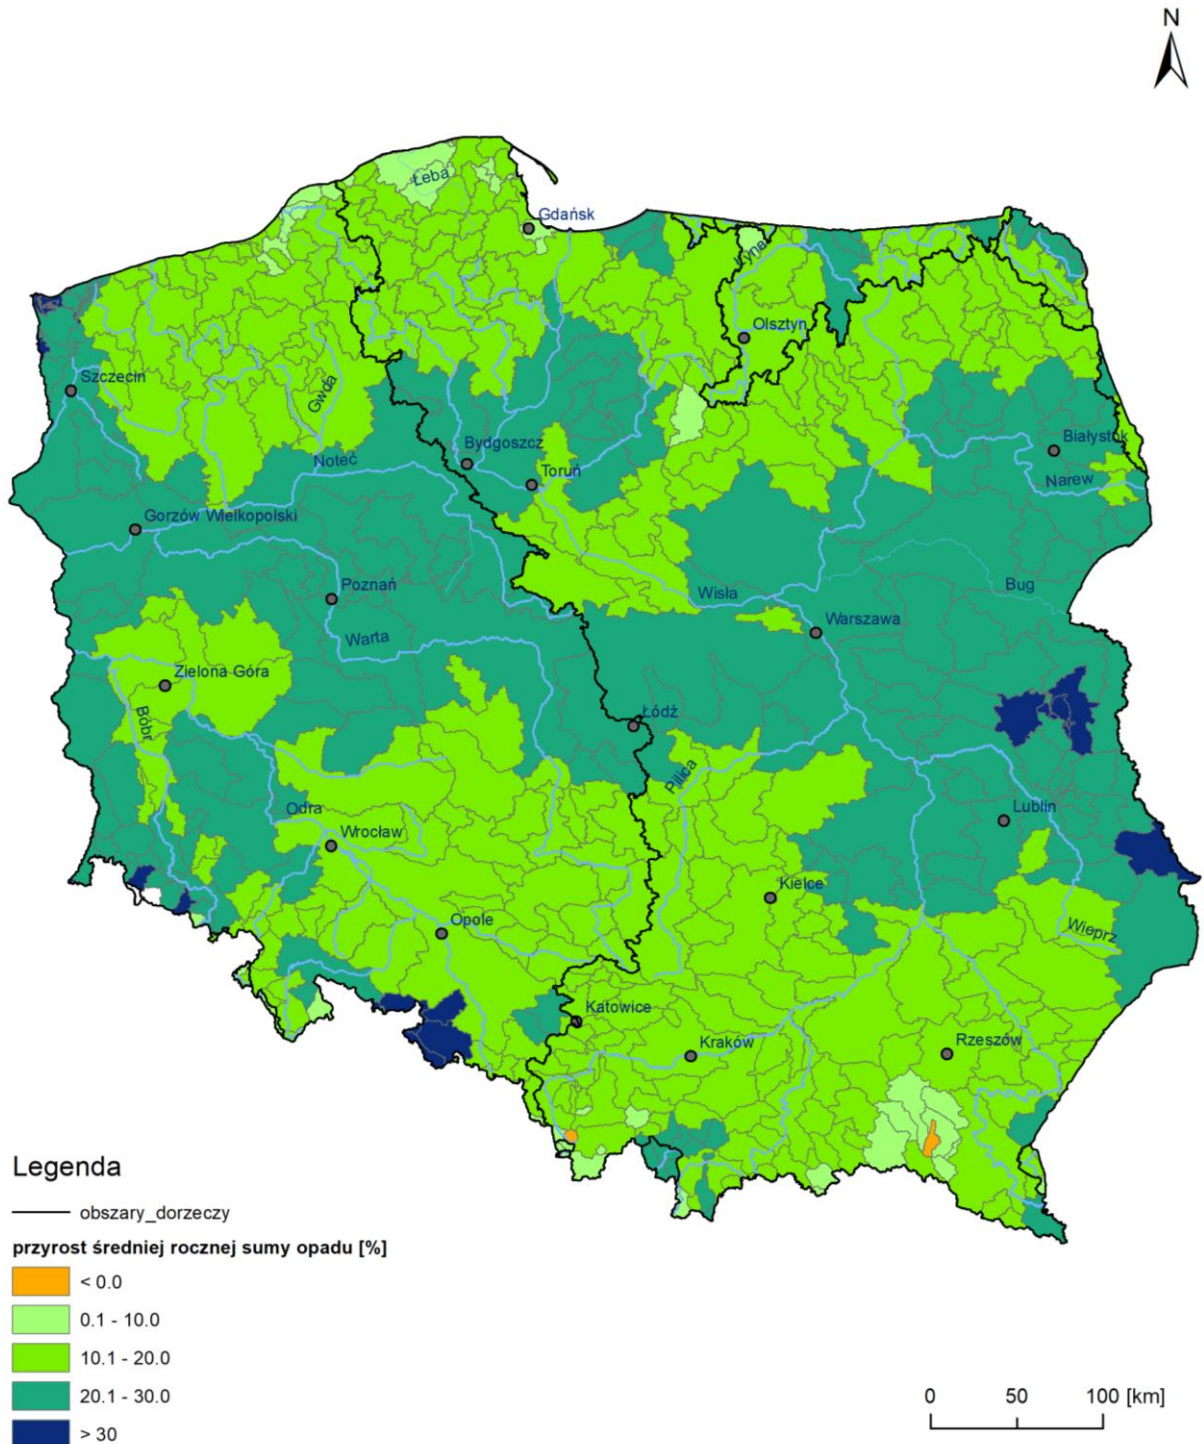 N
Łeba
Gdańsk
Łyna
Olsztyn
Szczecin
Gwda
Bydgoszcz
Białystok
Noteć
Toruń
Narew
Gorzów Wielkopolski
Poznań
Wisła
Bug
Warszawa
Warta
Zielona Góra
Bóbr
Łódź
Pilica
Odra
Lublin
Wrocław
Kielce
Opole
Wieprz
Katowice
Kraków
Rzeszów
Legenda
obszary_dorzeczy
przyrost średniej rocznej sumy opadu [%]
< 0.0
0.1 - 10.0
10.1 - 20.0
20.1 - 30.0
> 30
0 50 100 [km]